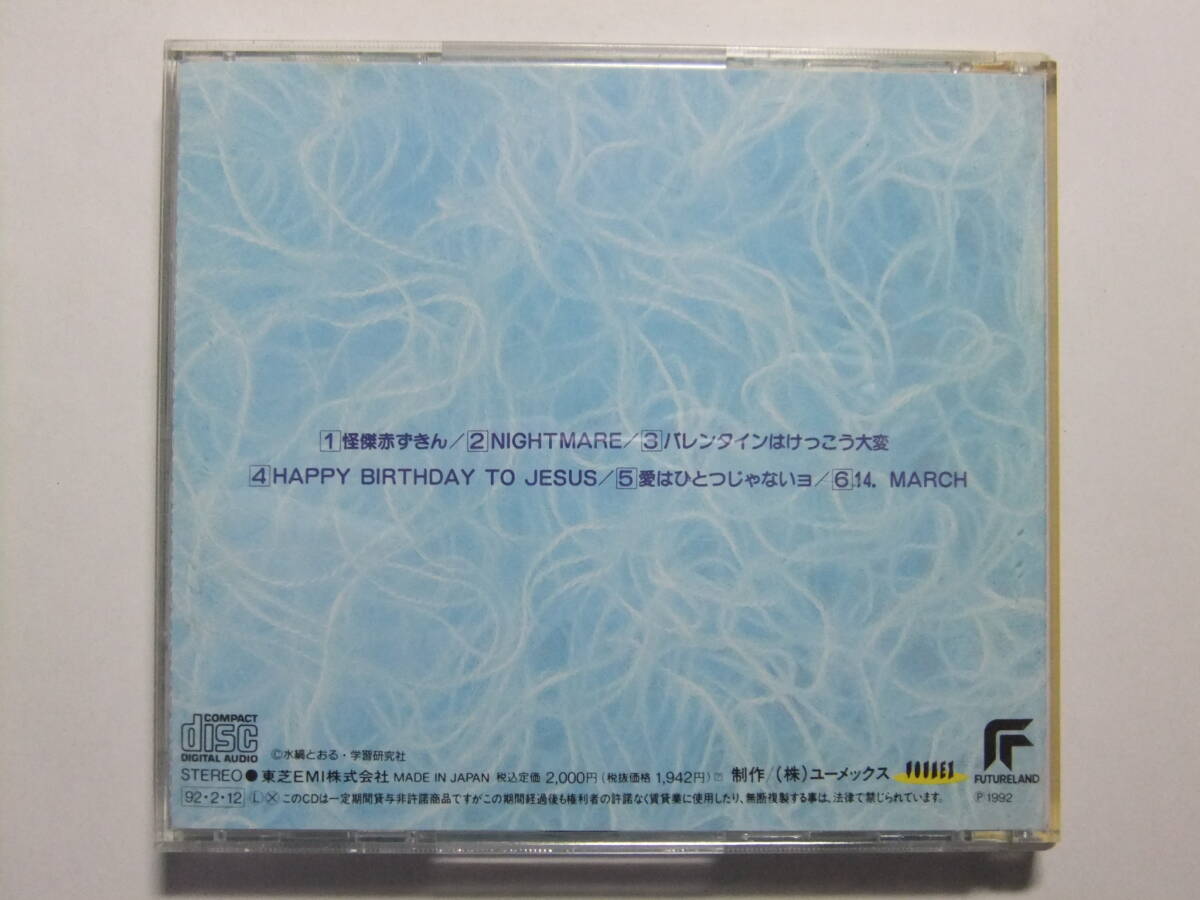 1 怪傑赤ずきん／2 NIGHTMARE／3 バレンタインはけっこう大変
4 HAPPY BIRTHDAY TO JESUS／5 愛はひとつじゃないョ／6 14. MARCH
COMPACT
disc
DIGITAL AUDIO
©水縞とおる・学習研究社
STEREO●東芝EMI株式会社 MADE IN JAPAN 税込定価 2,000円(税抜価格 1,942円) 制作/(株)ユーメックス
FUTURELAND
92・2・12 Ⓛ Ⓧ このCDは一定期間貸与非許諾商品ですがこの期間経過後も権利者の許諾なく賃貸業に使用したり、無断複製する事は、法律で禁じられています。
Ⓟ1992